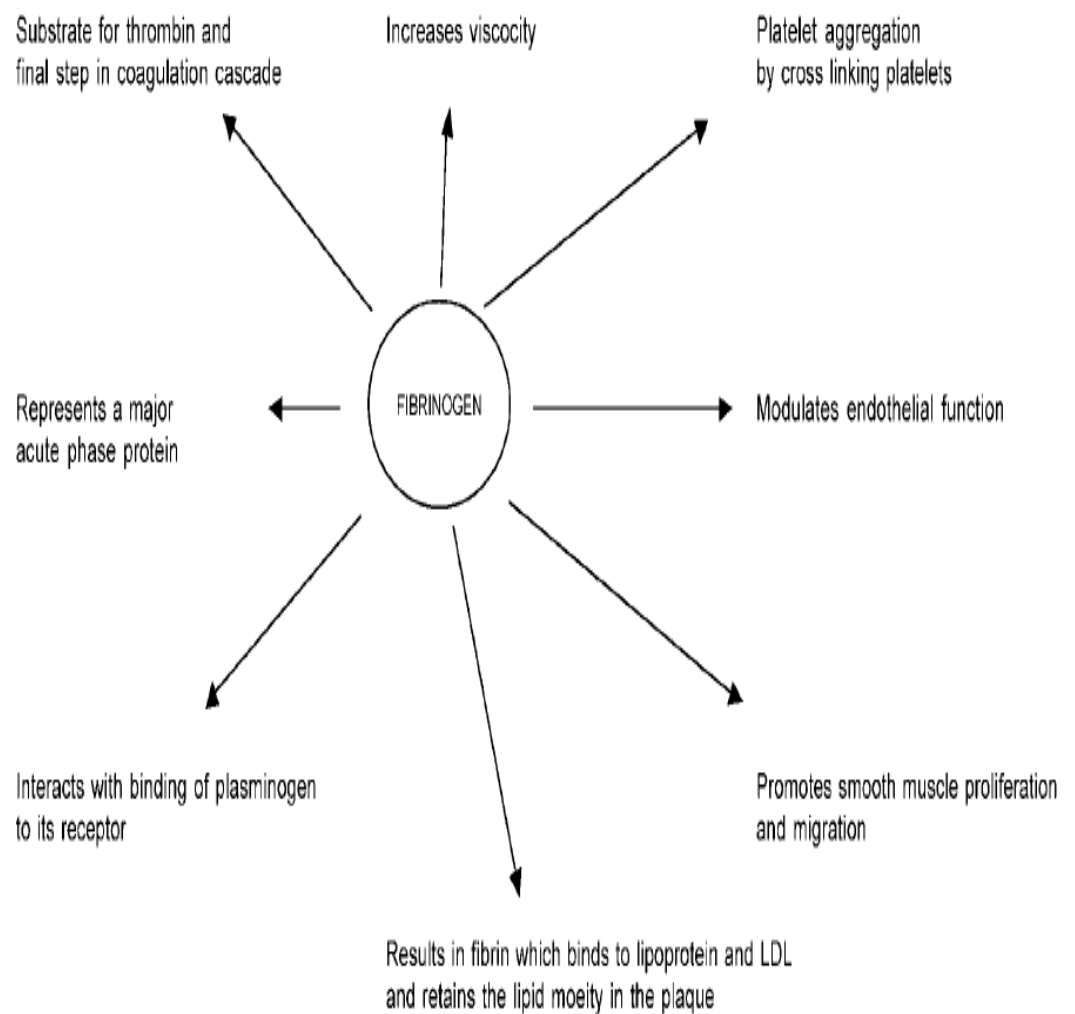 Substrate for thrombin and
final step in coagulation cascade
Increases viscocity
Platelet aggregation
by cross linking platelets
Represents a major
acute phase protein
FIBRINOGEN
Modulates endothelial function
Interacts with binding of plasminogen
to its receptor
Promotes smooth muscle proliferation
and migration
Results in fibrin which binds to lipoprotein and LDL
and retains the lipid moeity in the plaque